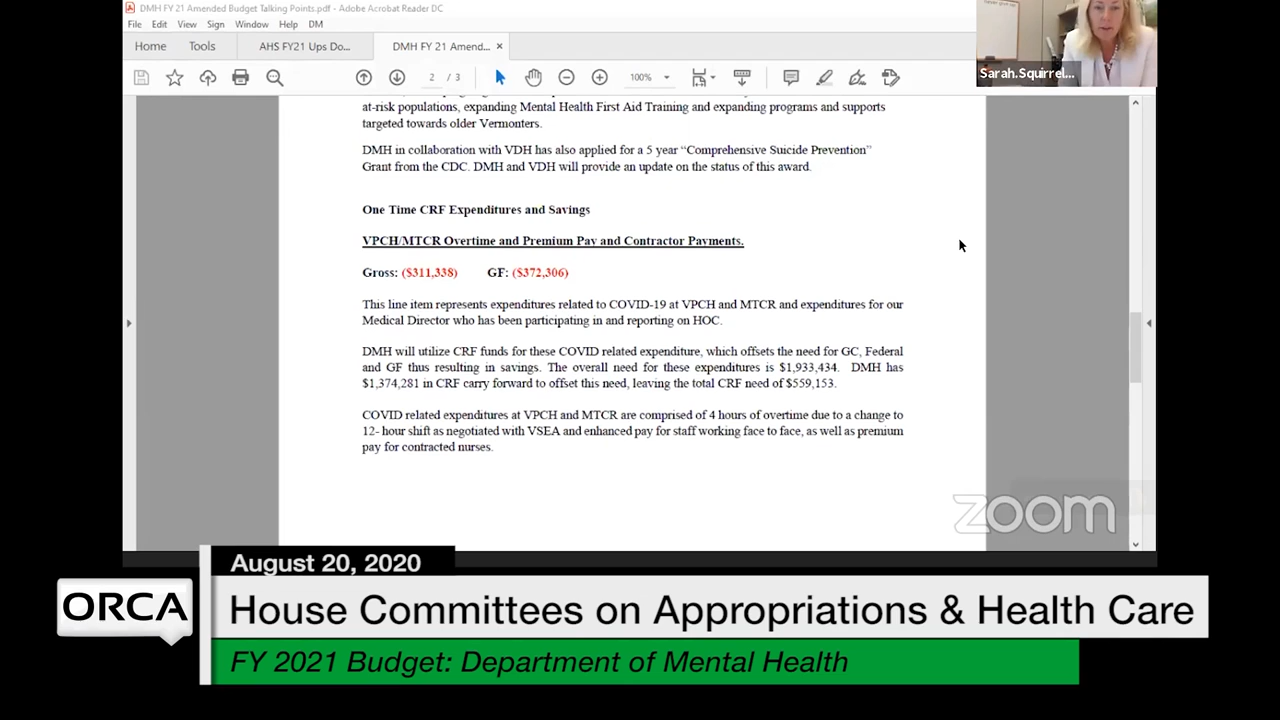 DMH FY 21 Amended Budget Talking Points.pdf - Adobe Acrobat Reader DC
File Edit View Sign Window Help DM
Home Tools AHS FY21 Ups Do... DMH FY 21 Amend... ×
2 / 3 100%
Sarah.Squirrel...
at-risk populations, expanding Mental Health First Aid Training and expanding programs and supports
targeted towards older Vermonters.
DMH in collaboration with VDH has also applied for a 5 year “Comprehensive Suicide Prevention”
Grant from the CDC. DMH and VDH will provide an update on the status of this award.
One Time CRF Expenditures and Savings
VPCH/MTCR Overtime and Premium Pay and Contractor Payments.
Gross: ($311,338) GF: ($372,306)
This line item represents expenditures related to COVID-19 at VPCH and MTCR and expenditures for our
Medical Director who has been participating in and reporting on HOC.
DMH will utilize CRF funds for these COVID related expenditure, which offsets the need for GC, Federal
and GF thus resulting in savings. The overall need for these expenditures is $1,933,434. DMH has
$1,374,281 in CRF carry forward to offset this need, leaving the total CRF need of $559,153.
COVID related expenditures at VPCH and MTCR are comprised of 4 hours of overtime due to a change to
12- hour shift as negotiated with VSEA and enhanced pay for staff working face to face, as well as premium
pay for contracted nurses.
zoom
August 20, 2020
ORCA
House Committees on Appropriations & Health Care
FY 2021 Budget: Department of Mental Health